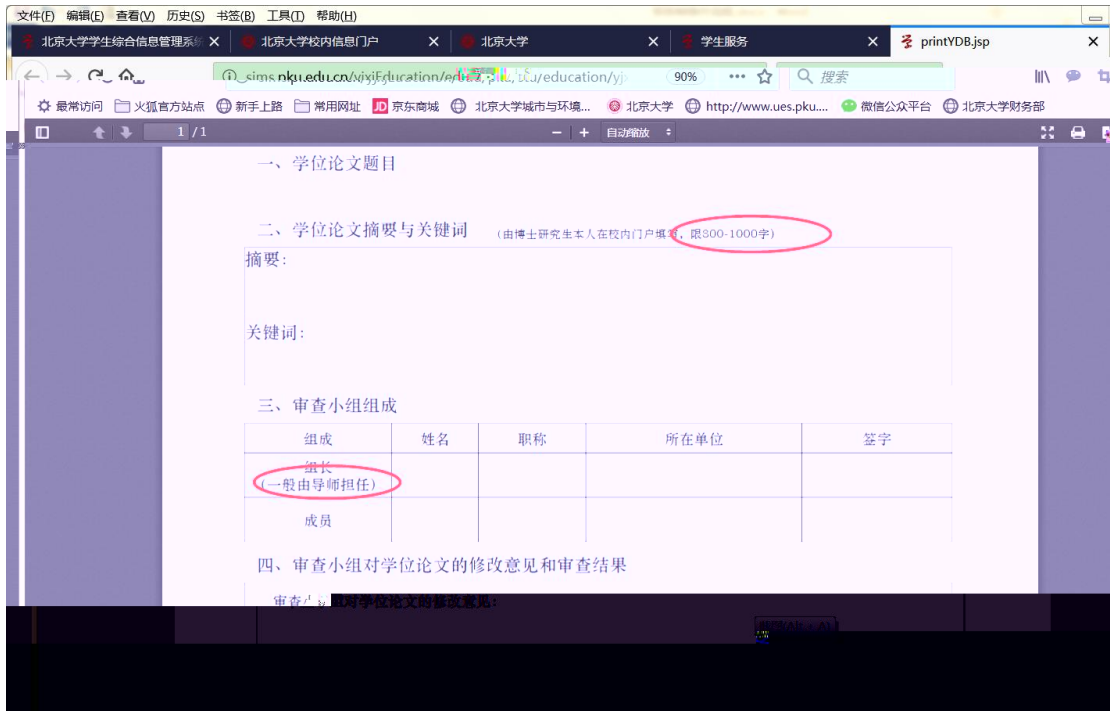 文件(F) 编辑(E) 查看(V) 历史(S) 书签(B) 工具(T) 帮助(H)
北京大学学生综合信息管理系统 北京大学校内信息门户 北京大学 学生服务 printYDB.jsp
90% 搜索
最常访问 火狐官方站点 新手上路 常用网址 JD 京东商城 北京大学城市与环境... 北京大学 http://www.ues.pku.... 微信公众平台 北京大学财务部
1 / 1 自动缩放
一、学位论文题目
二、学位论文摘要与关键词 (由博士研究生本人在校内门户填写，限800-1000字)
摘要:
关键词:
三、审查小组组成
组成 姓名 职称 所在单位 签字
组长
(一般由导师担任)
成员
四、审查小组对学位论文的修改意见和审查结果
审查小组对学位论文的修改意见: